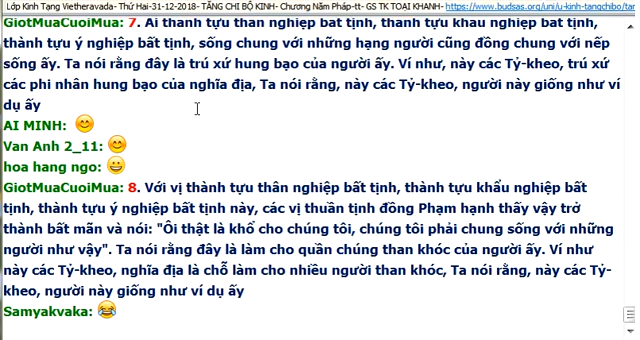 Lớp Kinh Tạng Vietheravada- Thứ Hai-31-12-2018- TĂNG CHI BỘ KINH- Chương Năm Pháp-tt- GS TK TOẠI KHANH- https://www.budsas.org/uni/u-kinh-tangchibo/tan
GiotMuaCuoiMua: 7. Ai thành tựu thân nghiệp bất tịnh, thành tựu khẩu nghiệp bất tịnh,
thành tựu ý nghiệp bất tịnh, sống chung với những hạng người cũng đồng chung với nếp
sống ấy. Ta nói rằng đây là trú xứ hung bạo của người ấy. Ví như, này các Tỷ-kheo, trú xứ
các phi nhân hung bạo của nghĩa địa, Ta nói rằng, này các Tỷ-kheo, người này giống như ví
dụ ấy
AI MINH: 😊
Van Anh 2_11: 😊
hoa hang ngo: 😀
GiotMuaCuoiMua: 8. Với vị thành tựu thân nghiệp bất tịnh, thành tựu khẩu nghiệp bất
tịnh, thành tựu ý nghiệp bất tịnh này, các vị thuần tịnh đồng Phạm hạnh thấy vậy trở
thành bất mãn và nói: "Ôi thật là khổ cho chúng tôi, chúng tôi phải chung sống với những
người như vậy". Ta nói rằng đây là làm cho quần chúng than khóc của người ấy. Ví như
này các Tỷ-kheo, nghĩa địa là chỗ làm cho nhiều người than khóc, Ta nói rằng, này các Tỷ-
kheo, người này giống như ví dụ ấy
Samyakvaka: 😂